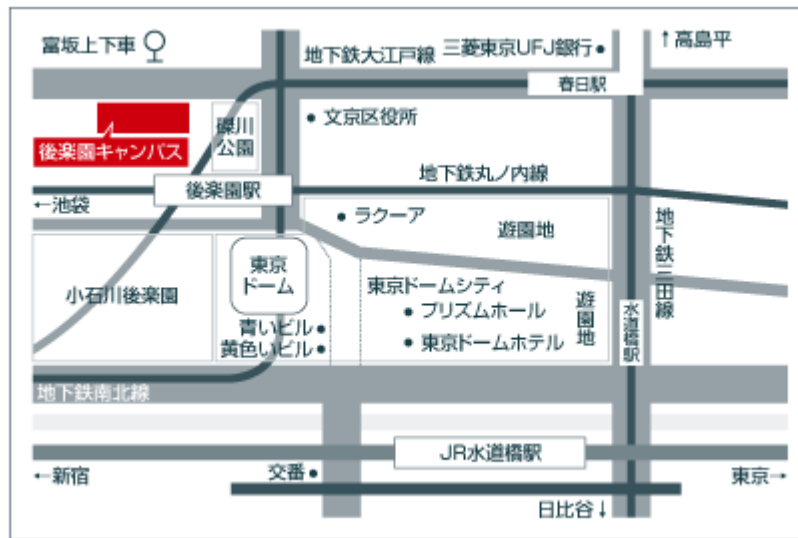 富坂上下車
地下鉄大江戸線
三菱東京UFJ銀行
↑高島平
春日駅
後楽園キャンパス
礫川
公園
文京区役所
後楽園駅
地下鉄丸ノ内線
←池袋
ラクーア
遊園地
地下鉄三田線
小石川後楽園
東京
ドーム
東京ドームシティ
プリズムホール
東京ドームホテル
遊園地
水道橋駅
青いビル
黄色いビル
地下鉄南北線
JR水道橋駅
←新宿
交番
東京→
日比谷↓